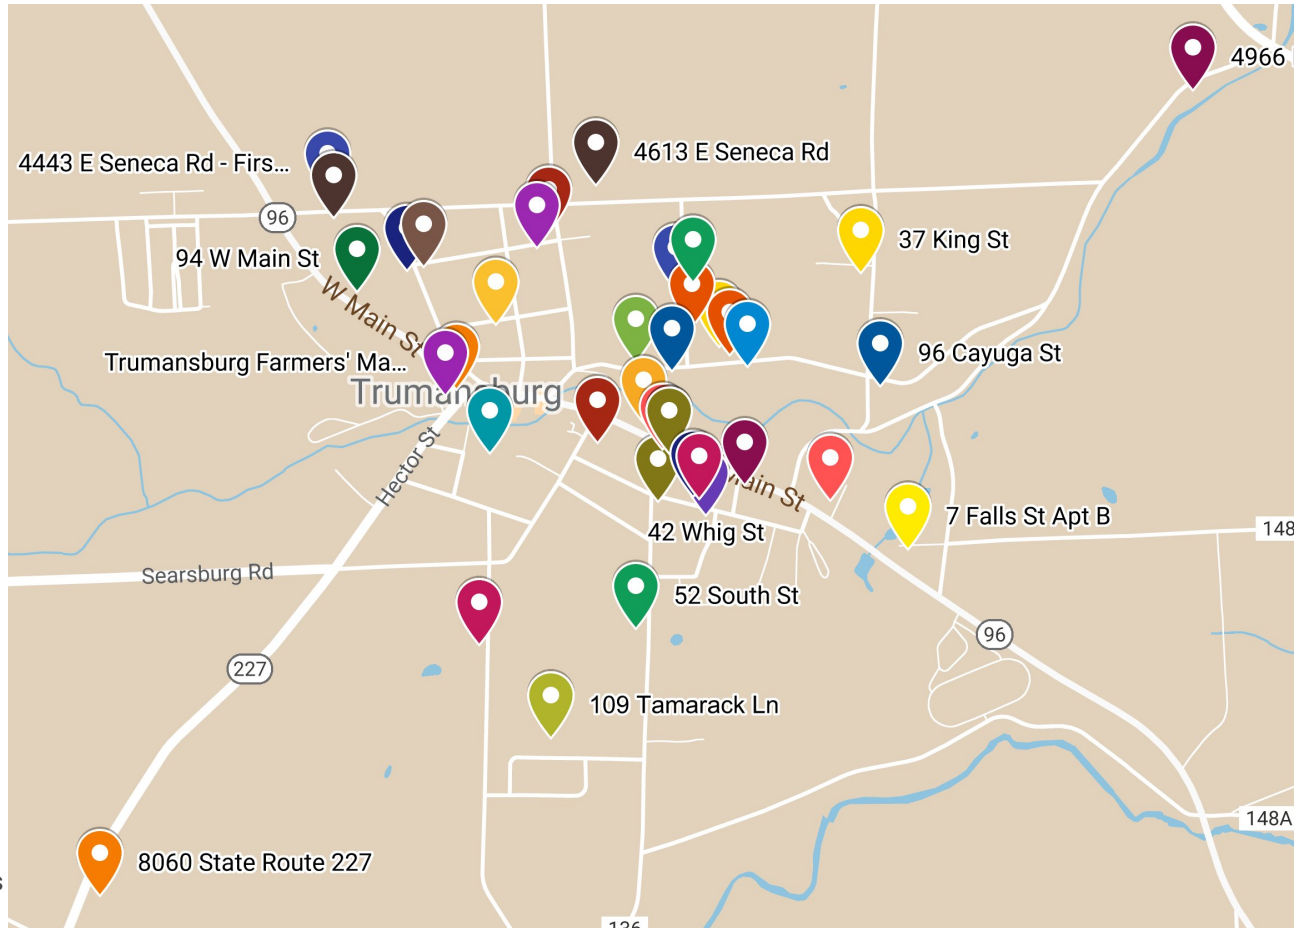 4966
4613 E Seneca Rd
4443 E Seneca Rd - Firs...
96
37 King St
94 W Main St
W Main St
96 Cayuga St
Trumansburg Farmers' Ma...
Trumansburg
Hector St
Main St
7 Falls St Apt B
148
42 Whig St
Searsburg Rd
52 South St
96
227
109 Tamarack Ln
148A
8060 State Route 227
136